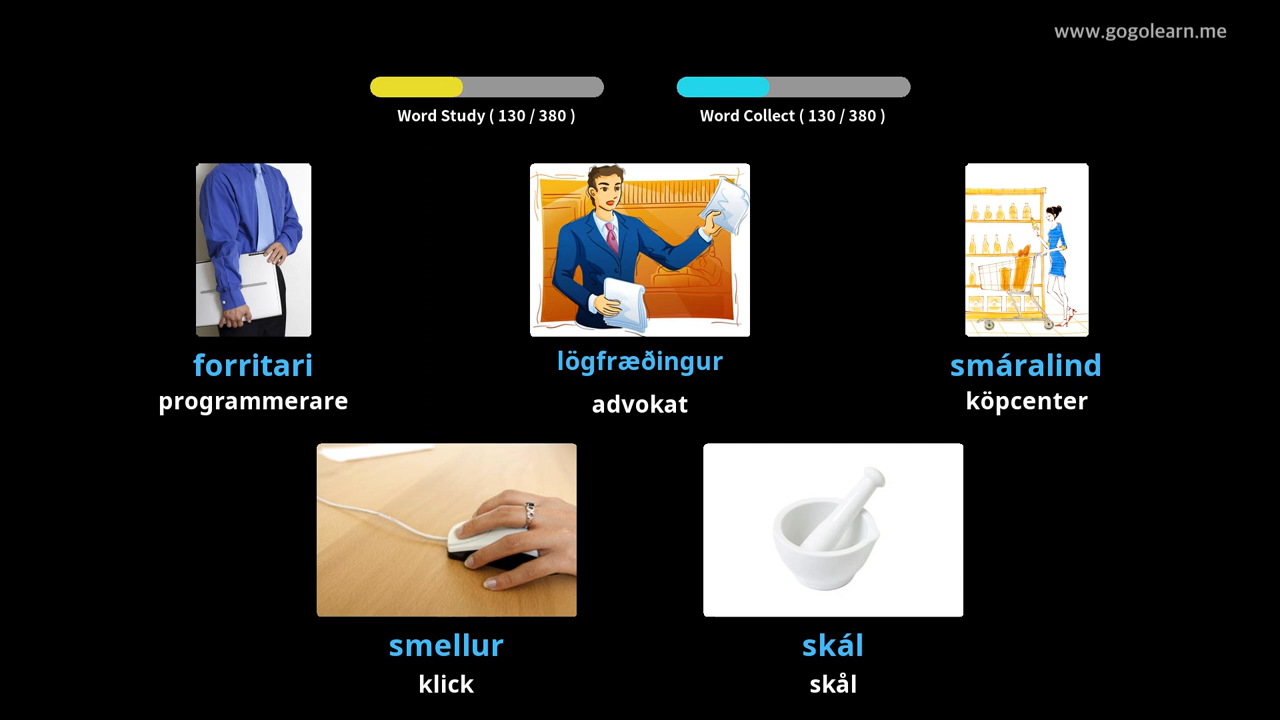 www.gogolearn.me
Word Study ( 130 / 380 )
Word Collect ( 130 / 380 )
forritari
programmerare
lögfræðingur
advokat
smáralind
köpcenter
smellur
klick
skál
skål